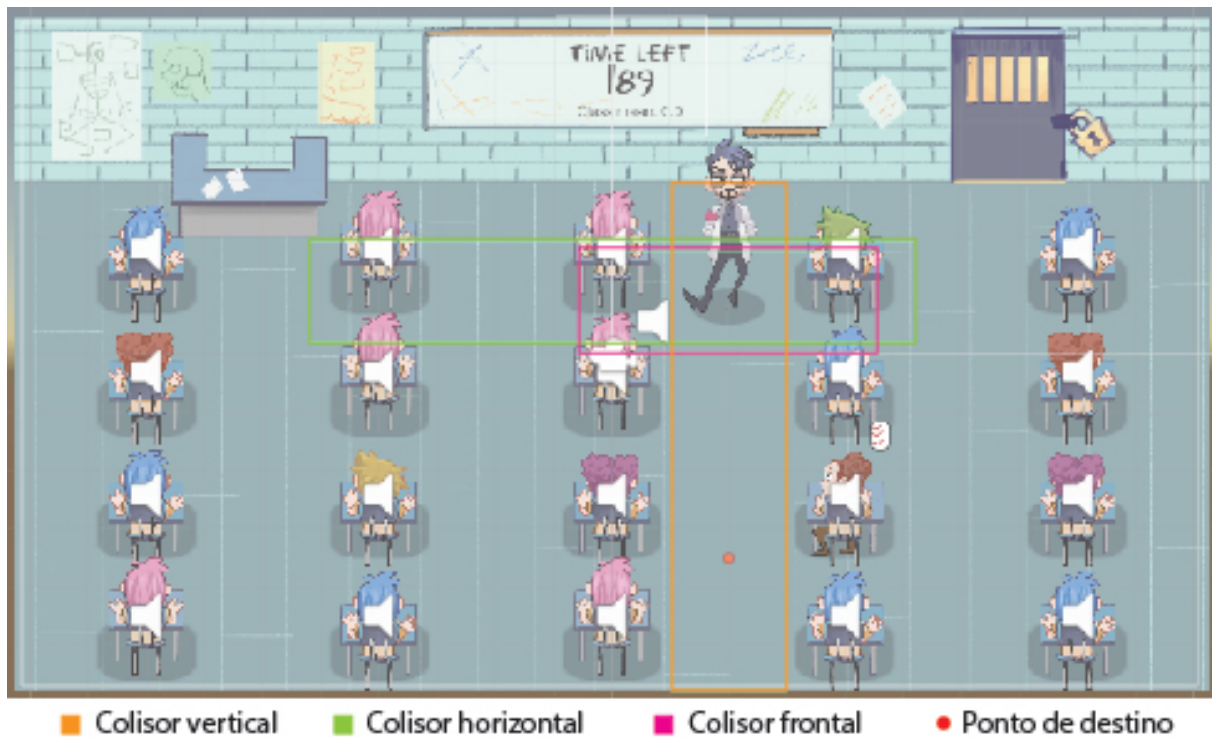 TIME LEFT
189
Colisor vertical
Colisor horizontal
Colisor frontal
Ponto de destino